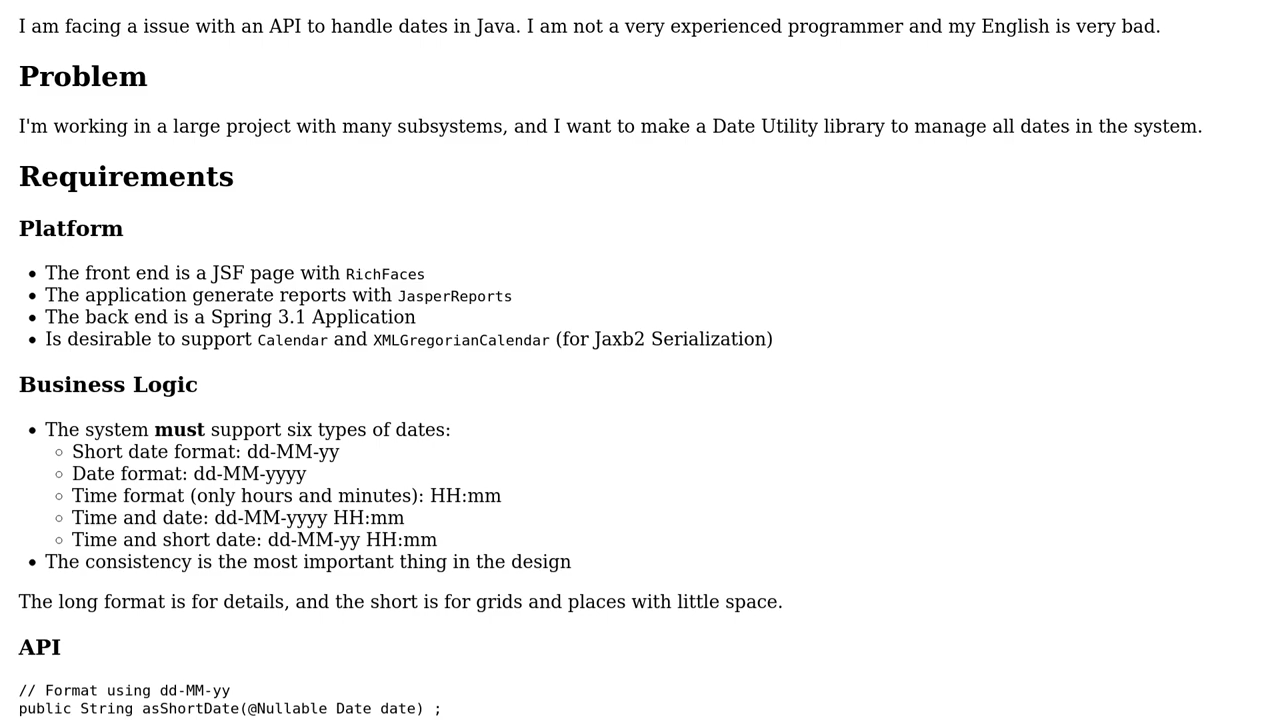 I am facing a issue with an API to handle dates in Java. I am not a very experienced programmer and my English is very bad.
Problem
I'm working in a large project with many subsystems, and I want to make a Date Utility library to manage all dates in the system.
Requirements
Platform
• The front end is a JSF page with RichFaces
• The application generate reports with JasperReports
• The back end is a Spring 3.1 Application
• Is desirable to support Calendar and XMLGregorianCalendar (for Jaxb2 Serialization)
Business Logic
• The system must support six types of dates:
◦ Short date format: dd-MM-yy
◦ Date format: dd-MM-yyyy
◦ Time format (only hours and minutes): HH:mm
◦ Time and date: dd-MM-yyyy HH:mm
◦ Time and short date: dd-MM-yy HH:mm
• The consistency is the most important thing in the design
The long format is for details, and the short is for grids and places with little space.
API
// Format using dd-MM-yy
public String asShortDate(@Nullable Date date) ;